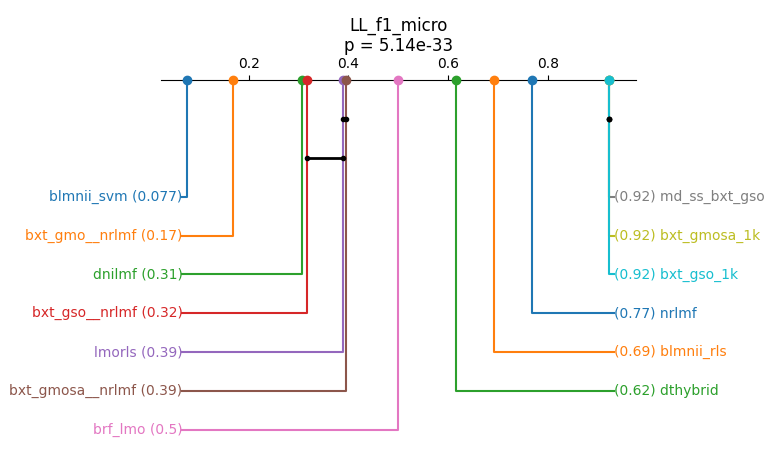 LL_f1_micro
p = 5.14e-33
0.2 0.4 0.6 0.8
blmnii_svm (0.077)
(0.92) md_ss_bxt_gso
bxt_gmo__nrlmf (0.17)
(0.92) bxt_gmosa_1k
dnilmf (0.31)
(0.92) bxt_gso_1k
bxt_gso__nrlmf (0.32)
(0.77) nrlmf
lmorls (0.39)
(0.69) blmnii_rls
bxt_gmosa__nrlmf (0.39)
(0.62) dthybrid
brf_lmo (0.5)